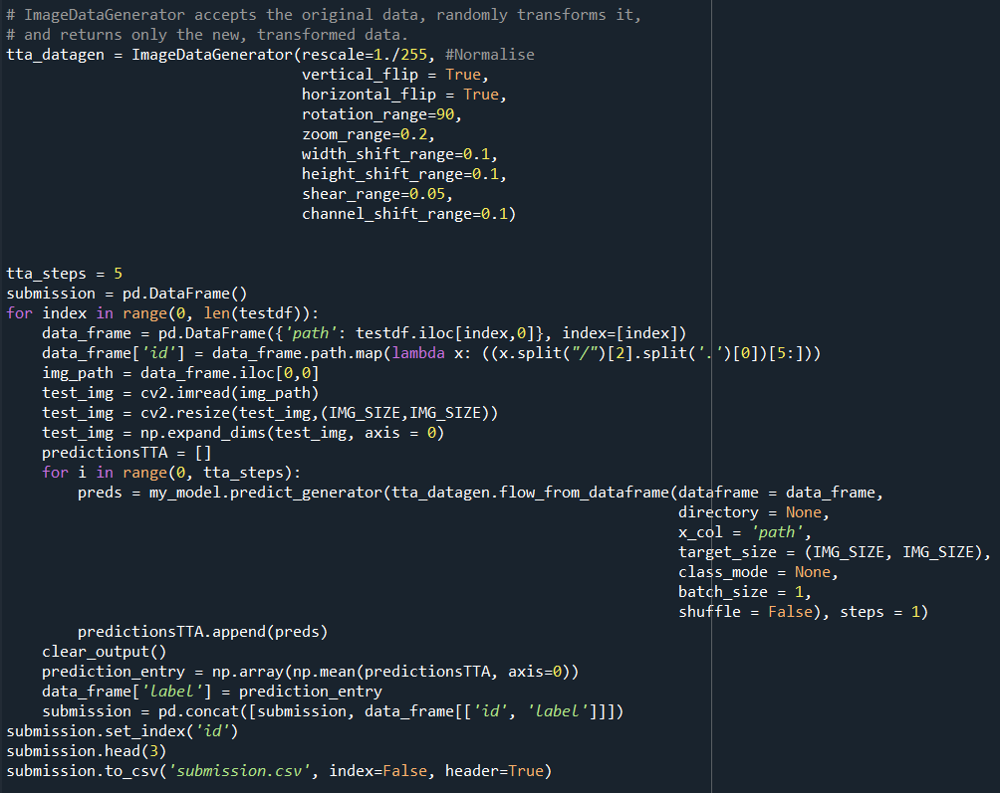 # ImageDataGenerator accepts the original data, randomly transforms it,
# and returns only the new, transformed data.
tta_datagen = ImageDataGenerator(rescale=1./255, #Normalise
                                 vertical_flip = True,
                                 horizontal_flip = True,
                                 rotation_range=90,
                                 zoom_range=0.2,
                                 width_shift_range=0.1,
                                 height_shift_range=0.1,
                                 shear_range=0.05,
                                 channel_shift_range=0.1)
tta_steps = 5
submission = pd.DataFrame()
for index in range(0, len(testdf)):
    data_frame = pd.DataFrame({'path': testdf.iloc[index,0]}, index=[index])
    data_frame['id'] = data_frame.path.map(lambda x: ((x.split("/")[2].split('.')[0])[5:]))
    img_path = data_frame.iloc[0,0]
    test_img = cv2.imread(img_path)
    test_img = cv2.resize(test_img,(IMG_SIZE,IMG_SIZE))
    test_img = np.expand_dims(test_img, axis = 0)
    predictionsTTA = []
    for i in range(0, tta_steps):
        preds = my_model.predict_generator(tta_datagen.flow_from_dataframe(dataframe = data_frame,
                                                                           directory = None,
                                                                           x_col = 'path',
                                                                           target_size = (IMG_SIZE, IMG_SIZE),
                                                                           class_mode = None,
                                                                           batch_size = 1,
                                                                           shuffle = False), steps = 1)
        predictionsTTA.append(preds)
    clear_output()
    prediction_entry = np.array(np.mean(predictionsTTA, axis=0))
    data_frame['label'] = prediction_entry
    submission = pd.concat([submission, data_frame[['id', 'label']]])
submission.set_index('id')
submission.head(3)
submission.to_csv('submission.csv', index=False, header=True)